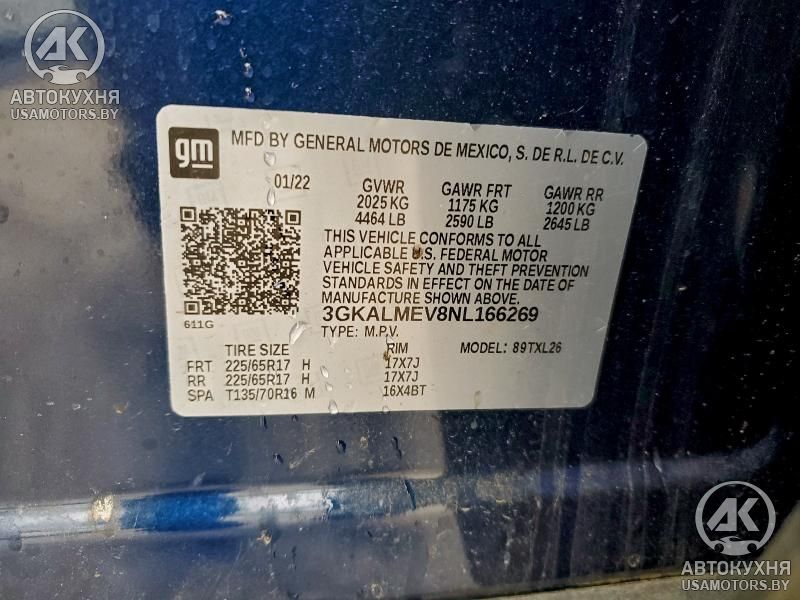 AK
АВТОКУХНЯ
USAMOTORS.BY
gm
MFD BY GENERAL MOTORS DE MEXICO, S. DE R.L. DE C.V.
01/22 GVWR GAWR FRT GAWR RR
2025 KG 1175 KG 1200 KG
4464 LB 2590 LB 2645 LB
THIS VEHICLE CONFORMS TO ALL
APPLICABLE U.S. FEDERAL MOTOR
VEHICLE SAFETY AND THEFT PREVENTION
STANDARDS IN EFFECT ON THE DATE OF
MANUFACTURE SHOWN ABOVE.
3GKALMEV8NL166269
611G
TYPE: M.P.V.
TIRE SIZE RIM MODEL: 89TXL26
FRT 225/65R17 H 17X7J
RR 225/65R17 H 17X7J
SPA T135/70R16 M 16X4BT
AK
АВТОКУХНЯ
USAMOTORS.BY